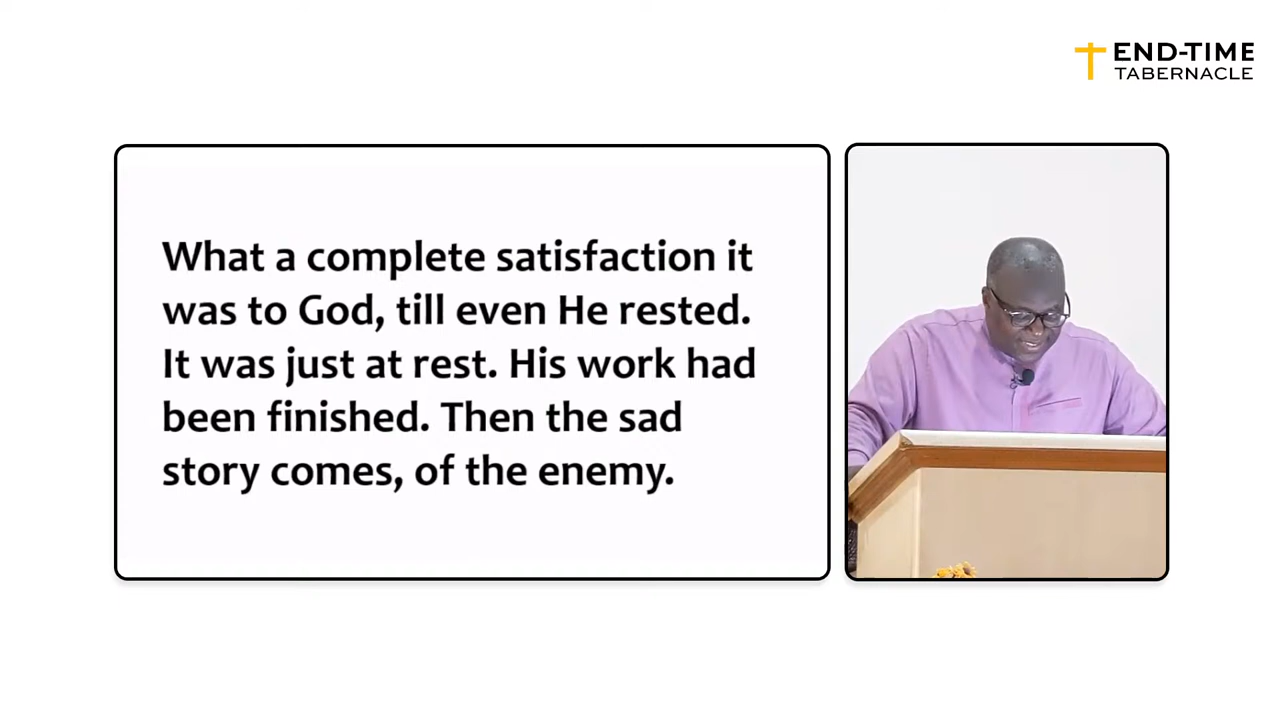 END-TIME
TABERNACLE
What a complete satisfaction it
was to God, till even He rested.
It was just at rest. His work had
been finished. Then the sad
story comes, of the enemy.